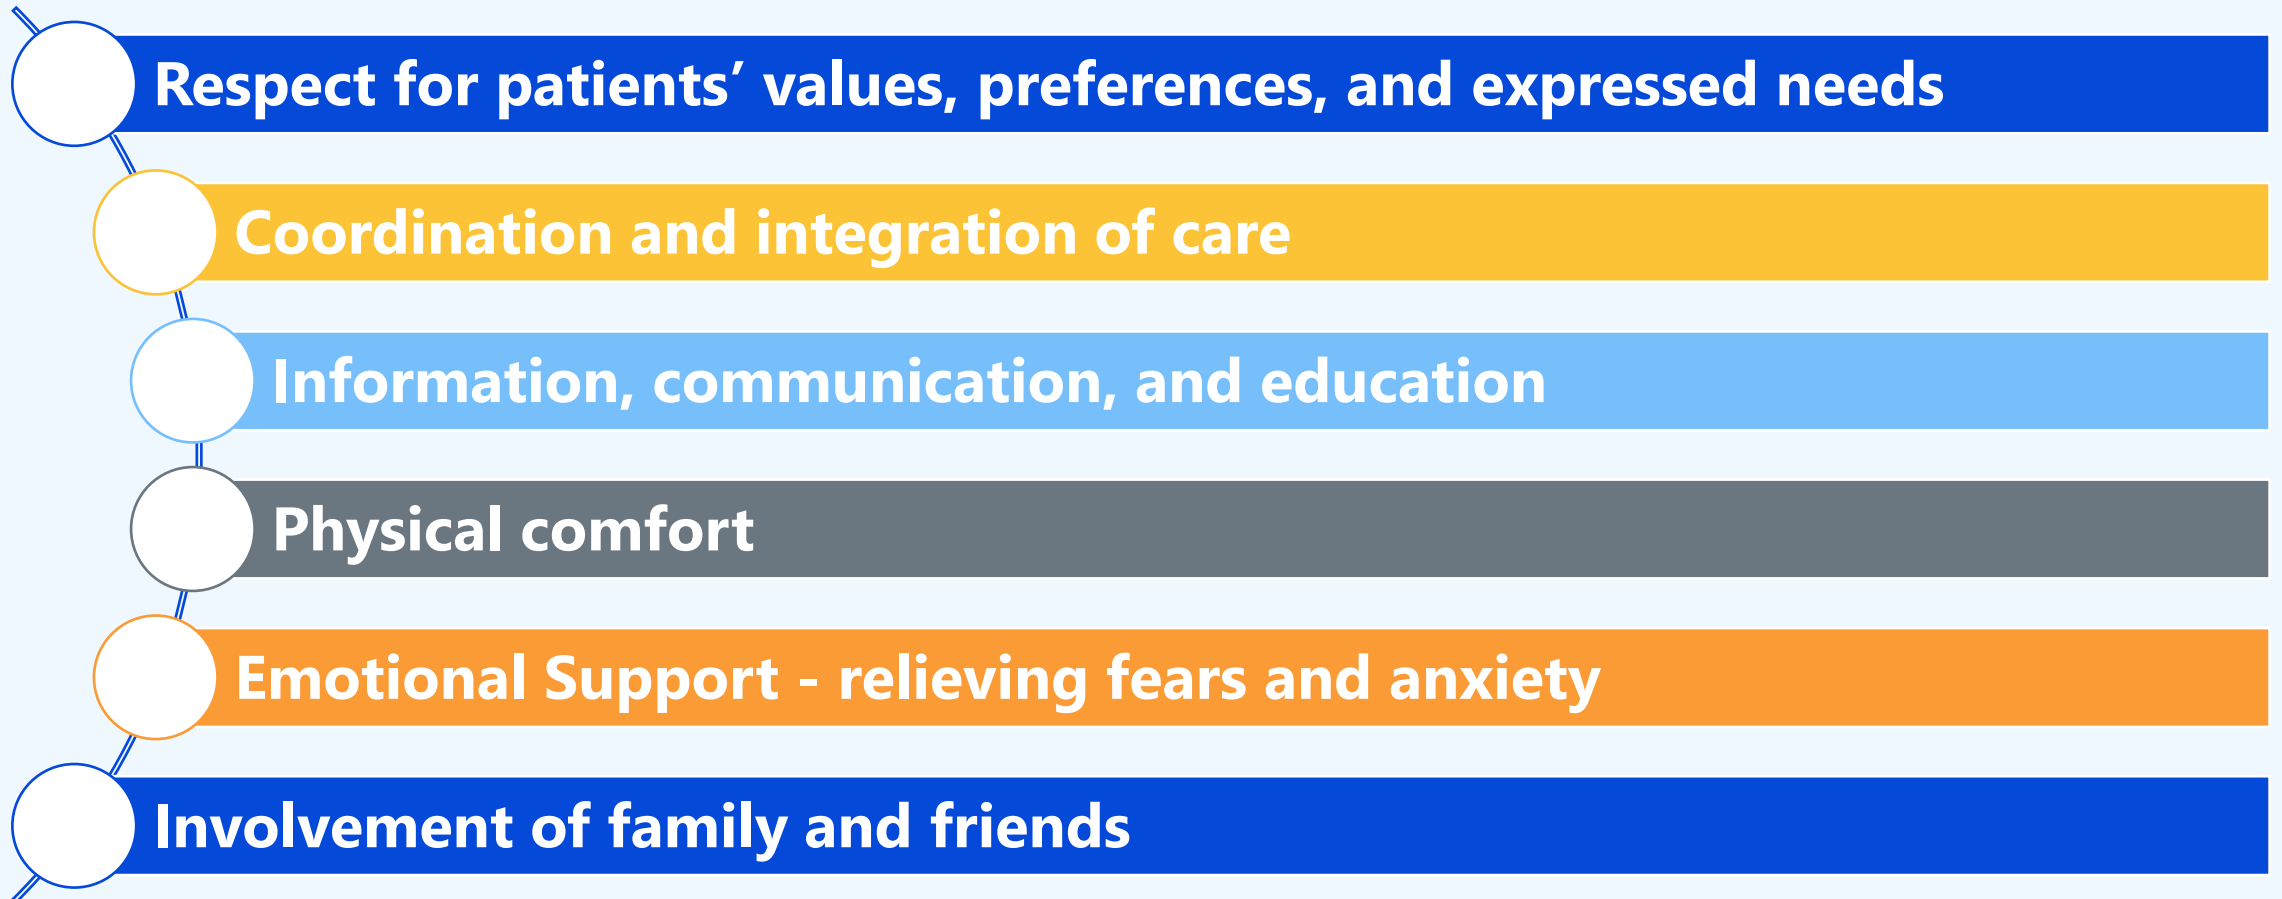 Respect for patients’ values, preferences, and expressed needs
Coordination and integration of care
Information, communication, and education
Physical comfort
Emotional Support - relieving fears and anxiety
Involvement of family and friends